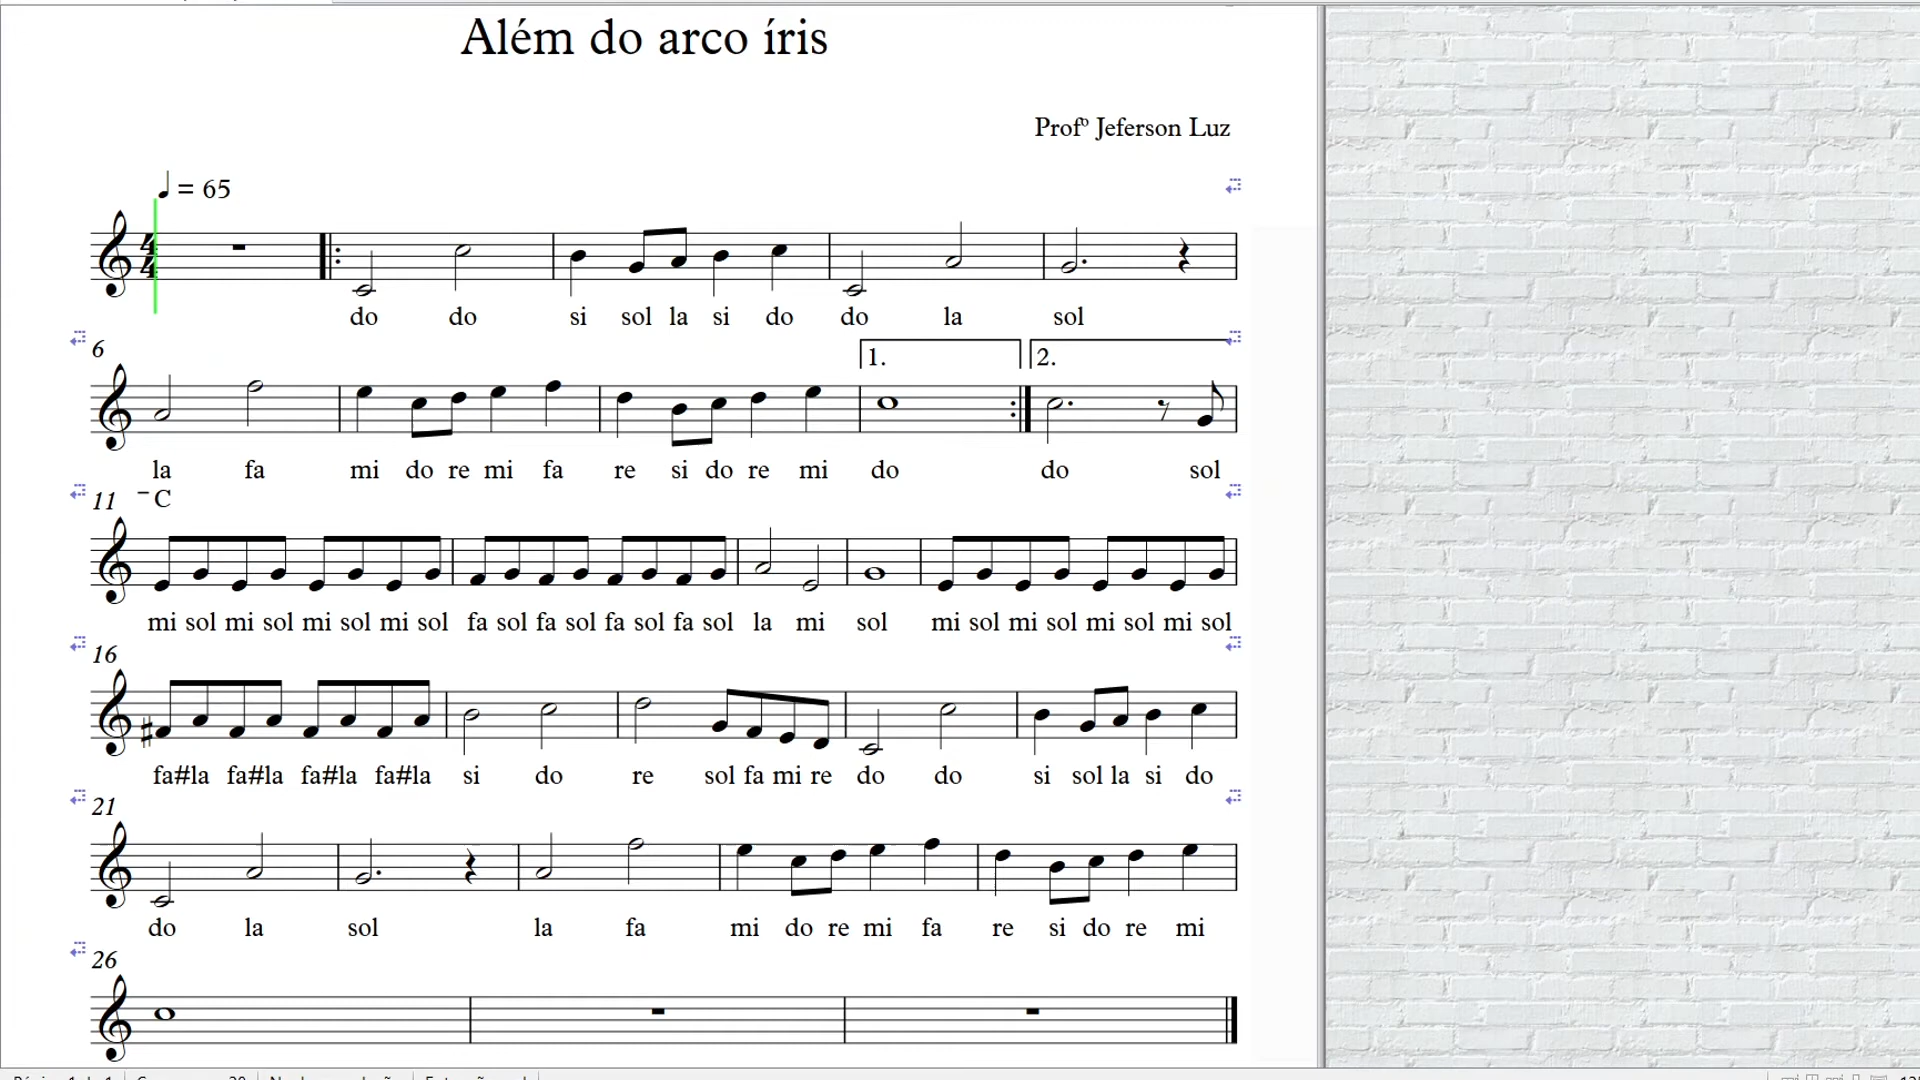 Além do arco íris
Profº Jeferson Luz
♩ = 65
4/4
do do si sol la si do do la sol
6
1. 2.
la fa mi do re mi fa re si do re mi do do sol
11 C
mi sol mi sol mi sol mi sol fa sol fa sol fa sol fa sol la mi sol mi sol mi sol mi sol mi sol
16
fa#la fa#la fa#la fa#la si do re sol fa mi re do do si sol la si do
21
do la sol la fa mi do re mi fa re si do re mi
26